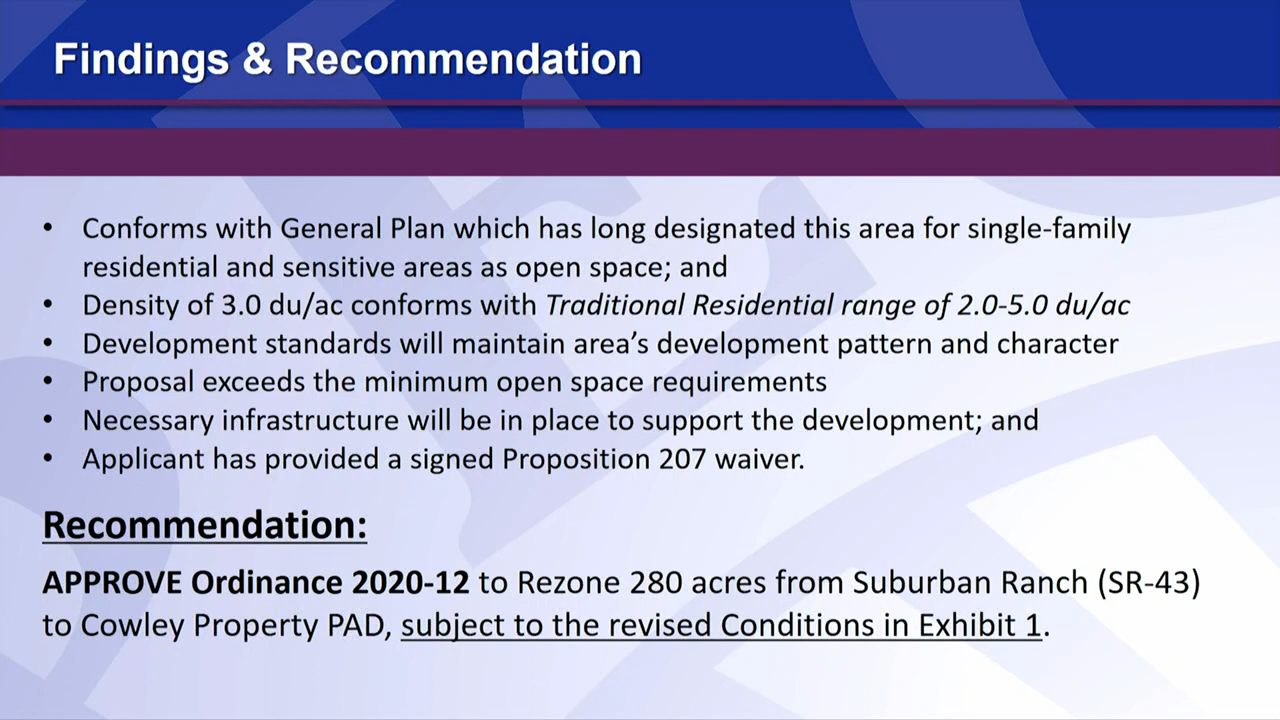 Findings & Recommendation
• Conforms with General Plan which has long designated this area for single-family
residential and sensitive areas as open space; and
• Density of 3.0 du/ac conforms with Traditional Residential range of 2.0-5.0 du/ac
• Development standards will maintain area’s development pattern and character
• Proposal exceeds the minimum open space requirements
• Necessary infrastructure will be in place to support the development; and
• Applicant has provided a signed Proposition 207 waiver.
Recommendation:
APPROVE Ordinance 2020-12 to Rezone 280 acres from Suburban Ranch (SR-43)
to Cowley Property PAD, subject to the revised Conditions in Exhibit 1.